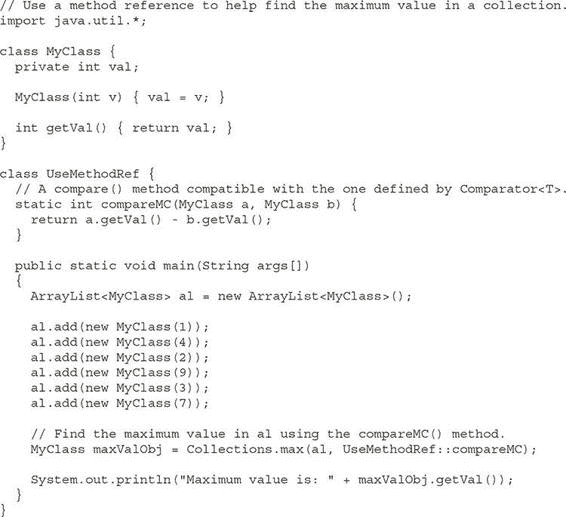 // Use a method reference to help find the maximum value in a collection.
import java.util.*;

class MyClass {
  private int val;

  MyClass(int v) { val = v; }

  int getVal() { return val; }
}

class UseMethodRef {
  // A compare() method compatible with the one defined by Comparator<T>.
  static int compareMC(MyClass a, MyClass b) {
    return a.getVal() - b.getVal();
  }

  public static void main(String args[])
  {
    ArrayList<MyClass> al = new ArrayList<MyClass>();

    al.add(new MyClass(1));
    al.add(new MyClass(4));
    al.add(new MyClass(2));
    al.add(new MyClass(9));
    al.add(new MyClass(3));
    al.add(new MyClass(7));

    // Find the maximum value in al using the compareMC() method.
    MyClass maxValObj = Collections.max(al, UseMethodRef::compareMC);

    System.out.println("Maximum value is: " + maxValObj.getVal());
  }
}